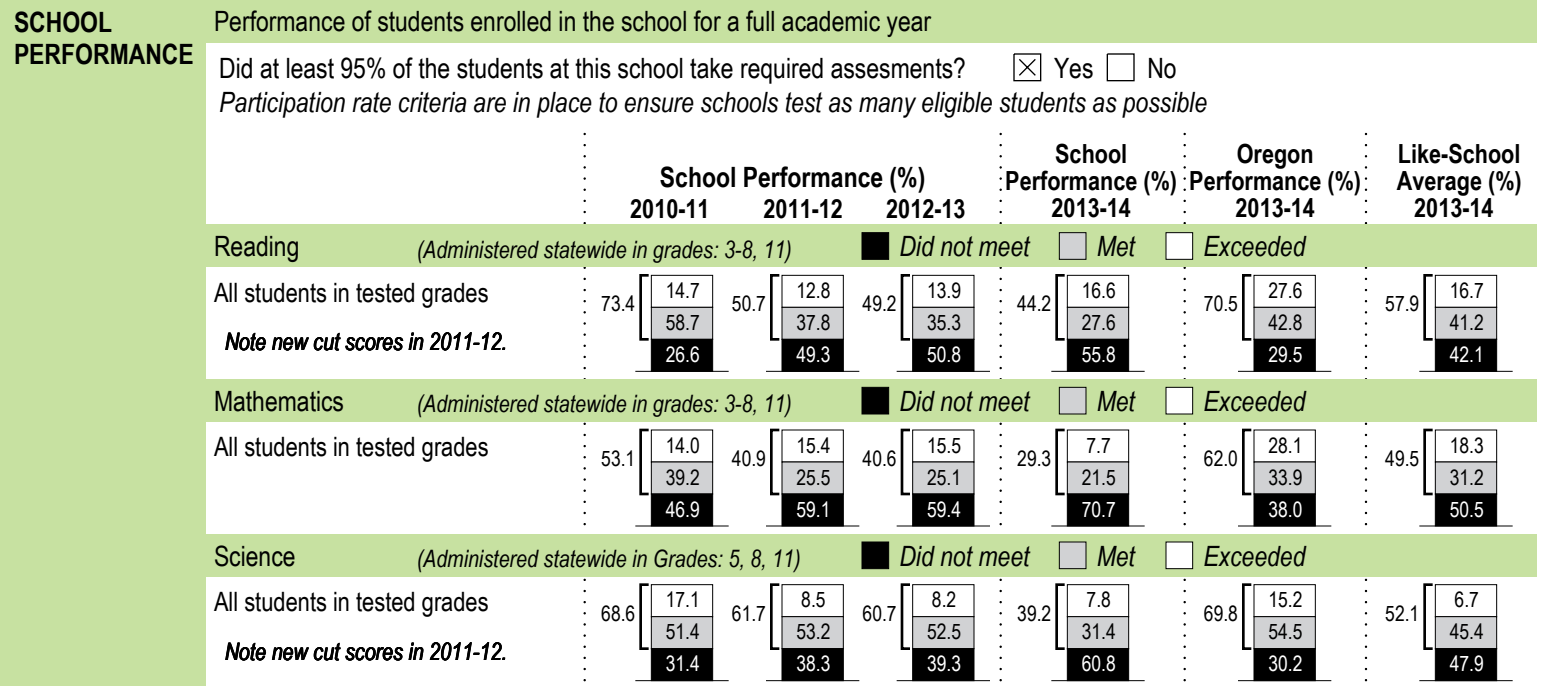 SCHOOL PERFORMANCE
Performance of students enrolled in the school for a full academic year
Did at least 95% of the students at this school take required assesments? Yes No
Participation rate criteria are in place to ensure schools test as many eligible students as possible
School Performance (%)
2010-11 2011-12 2012-13
School Performance (%) 2013-14
Oregon Performance (%) 2013-14
Like-School Average (%) 2013-14
Reading (Administered statewide in grades: 3-8, 11) Did not meet Met Exceeded
All students in tested grades
Note new cut scores in 2011-12.
73.4 14.7 58.7 26.6
50.7 12.8 37.8 49.3
49.2 13.9 35.3 50.8
44.2 16.6 27.6 55.8
70.5 27.6 42.8 29.5
57.9 16.7 41.2 42.1
Mathematics (Administered statewide in grades: 3-8, 11) Did not meet Met Exceeded
All students in tested grades
53.1 14.0 39.2 46.9
40.9 15.4 25.5 59.1
40.6 15.5 25.1 59.4
29.3 7.7 21.5 70.7
62.0 28.1 33.9 38.0
49.5 18.3 31.2 50.5
Science (Administered statewide in Grades: 5, 8, 11) Did not meet Met Exceeded
All students in tested grades
Note new cut scores in 2011-12.
68.6 17.1 51.4 31.4
61.7 8.5 53.2 38.3
60.7 8.2 52.5 39.3
39.2 7.8 31.4 60.8
69.8 15.2 54.5 30.2
52.1 6.7 45.4 47.9